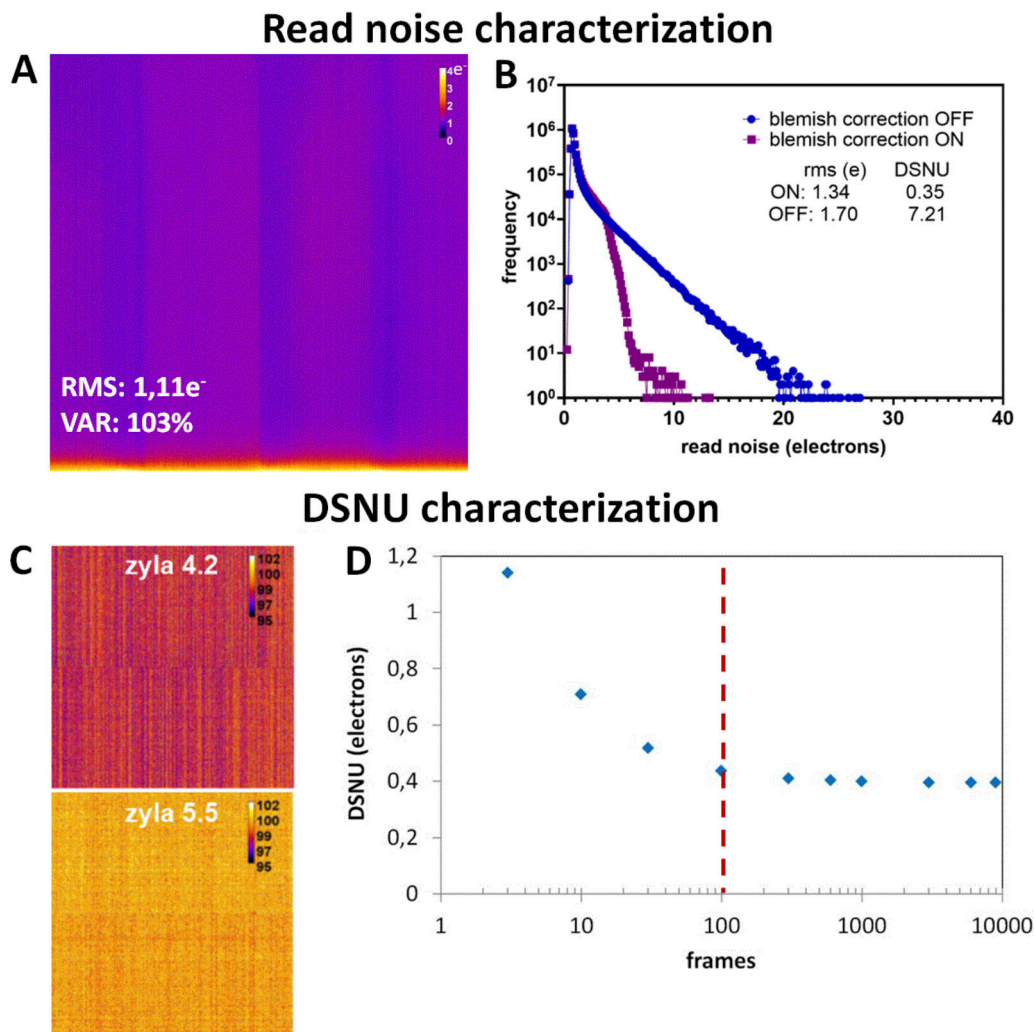 Read noise characterization
A
4e⁻
3
2
1
0
RMS: 1,11e⁻
VAR: 103%
B
10⁷
10⁶
10⁵
10⁴
10³
10²
10¹
10⁰
frequency
blemish correction OFF
blemish correction ON
rms (e) DSNU
ON: 1.34 0.35
OFF: 1.70 7.21
0 10 20 30 40
read noise (electrons)
DSNU characterization
C
zyla 4.2
102
100
99
97
95
zyla 5.5
102
100
99
97
95
D
1,2
1
0,8
0,6
0,4
0,2
0
DSNU (electrons)
1 10 100 1000 10000
frames